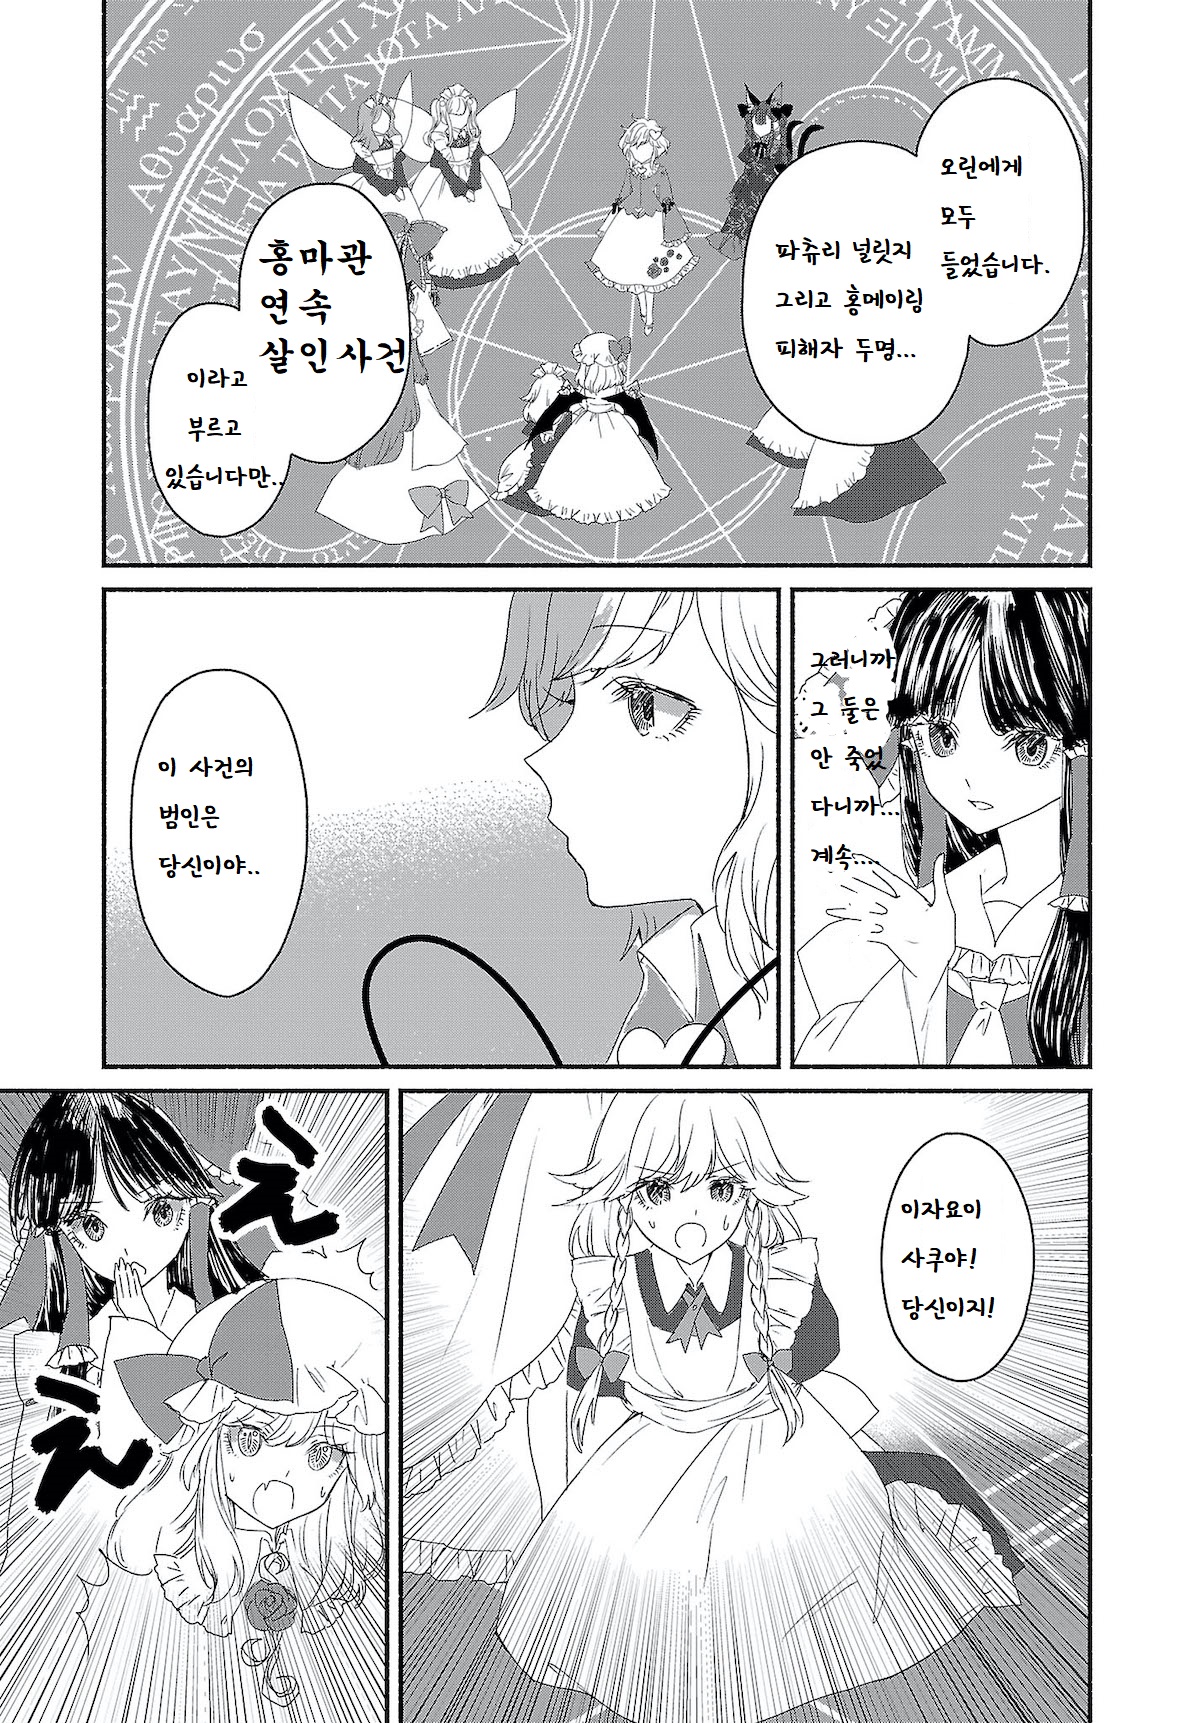 오린에게
모두
들었습니다.
파츄리 널릿지
그리고 홍메이링
피해자 두명...
홍마관
연속
살인사건
이라고
부르고
있습니다만..
그러니까
그 둘은
안 죽었
다니까...
계속....
이 사건의
범인은
당신이야..
이자요이
사쿠야!
당신이지!
え
え